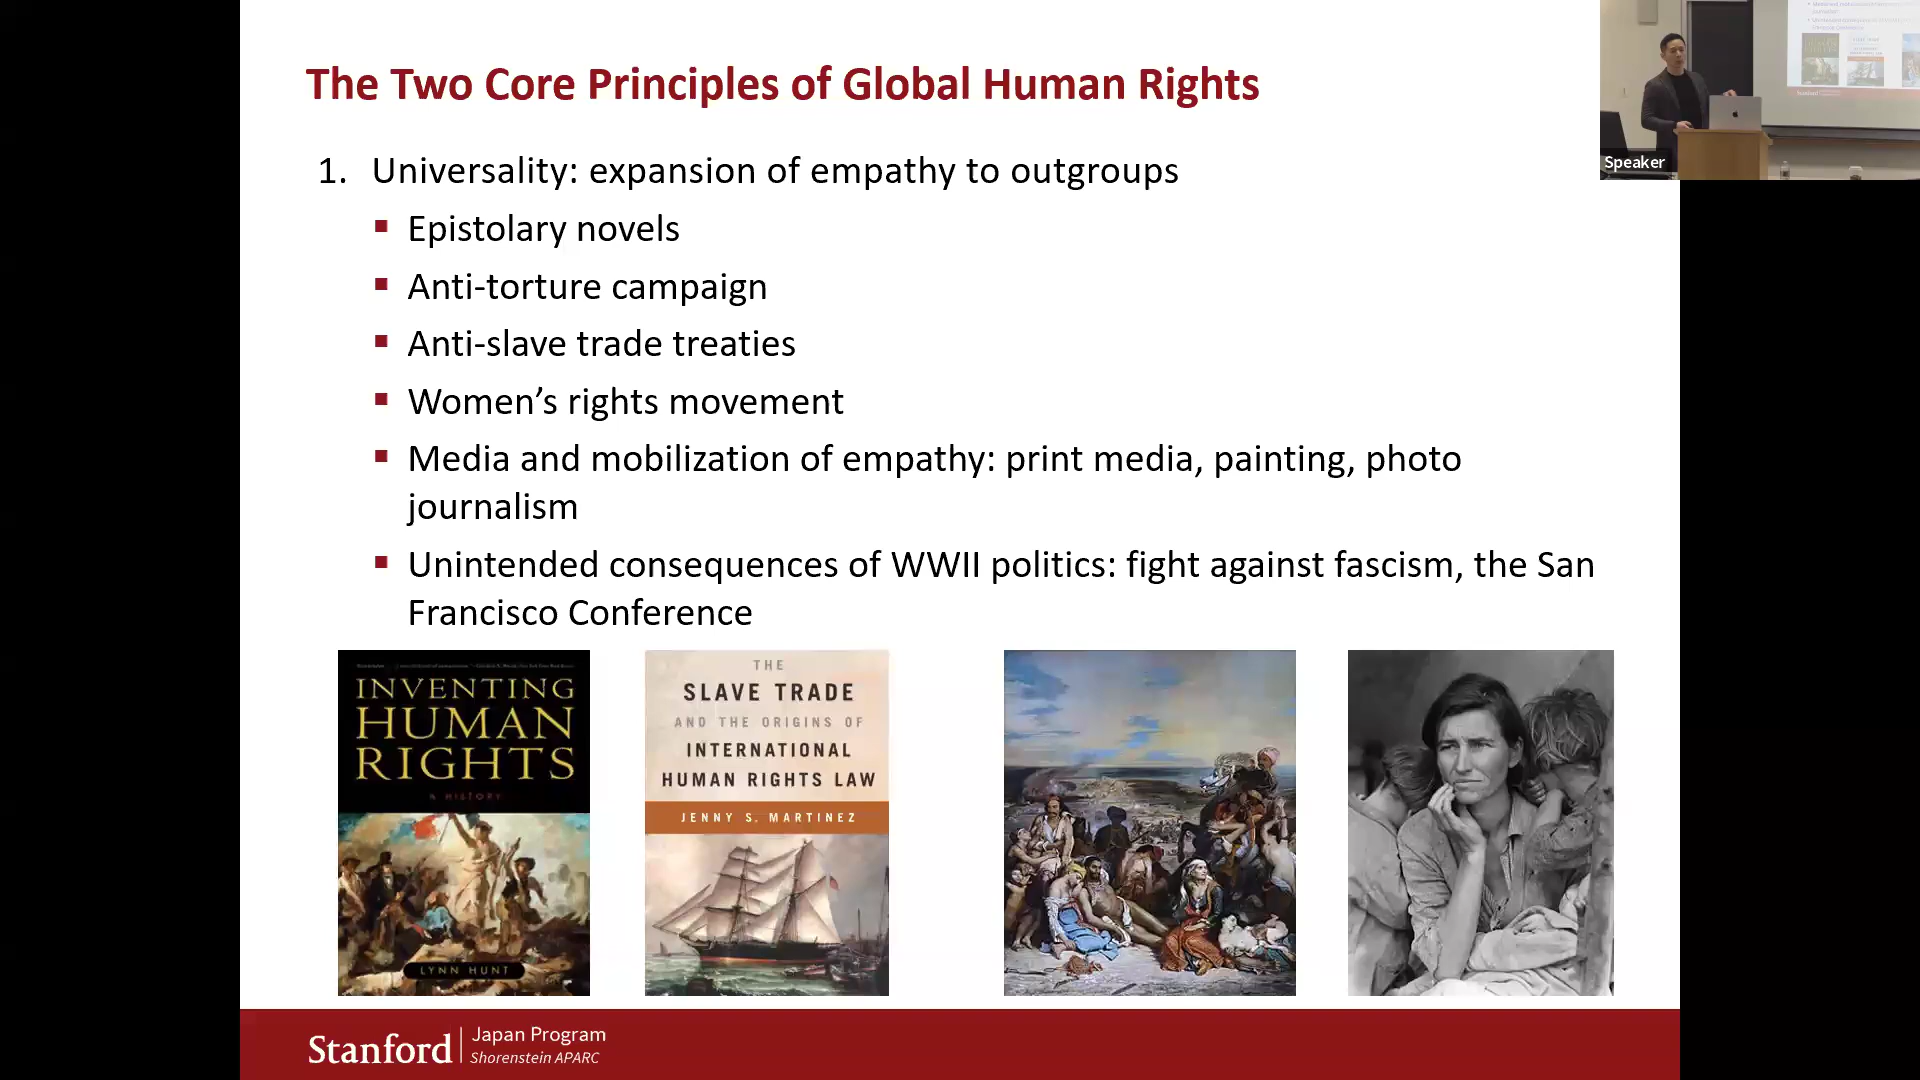 The Two Core Principles of Global Human Rights
1. Universality: expansion of empathy to outgroups
Epistolary novels
Anti-torture campaign
Anti-slave trade treaties
Women’s rights movement
Media and mobilization of empathy: print media, painting, photo
journalism
Unintended consequences of WWII politics: fight against fascism, the San
Francisco Conference
INVENTING
HUMAN
RIGHTS
A HISTORY
LYNN HUNT
THE
SLAVE TRADE
AND THE ORIGINS OF
INTERNATIONAL
HUMAN RIGHTS LAW
JENNY S. MARTINEZ
Stanford
Japan Program
Shorenstein APARC
Speaker